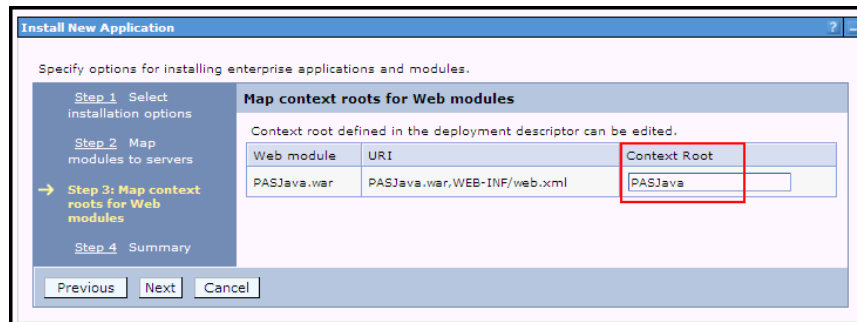 Install New Application
?
Specify options for installing enterprise applications and modules.
Step 1 Select
installation options
Step 2 Map
modules to servers
Step 3: Map context
roots for Web
modules
Step 4 Summary
Map context roots for Web modules
Context root defined in the deployment descriptor can be edited.
Web module URI Context Root
PASJava.war PASJava.war,WEB-INF/web.xml PASJava
Previous Next Cancel